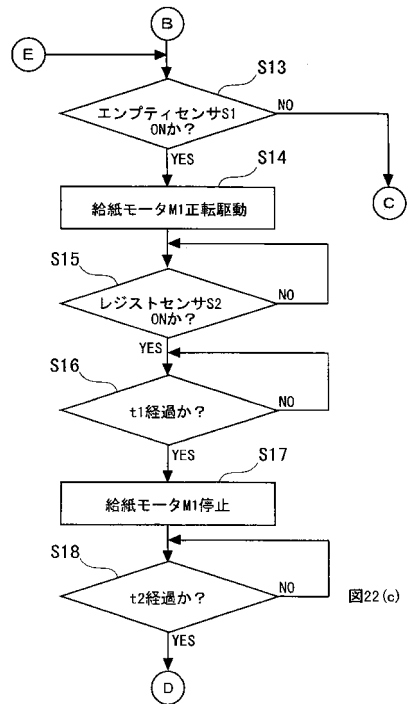 B
E
S13
エンプティセンサS1
ONか?
NO
YES
S14
C
給紙モータM1正転駆動
S15
レジストセンサS2
ONか?
NO
YES
S16
t1経過か?
NO
YES
S17
給紙モータM1停止
S18
t2経過か?
NO
図22(c)
YES
D